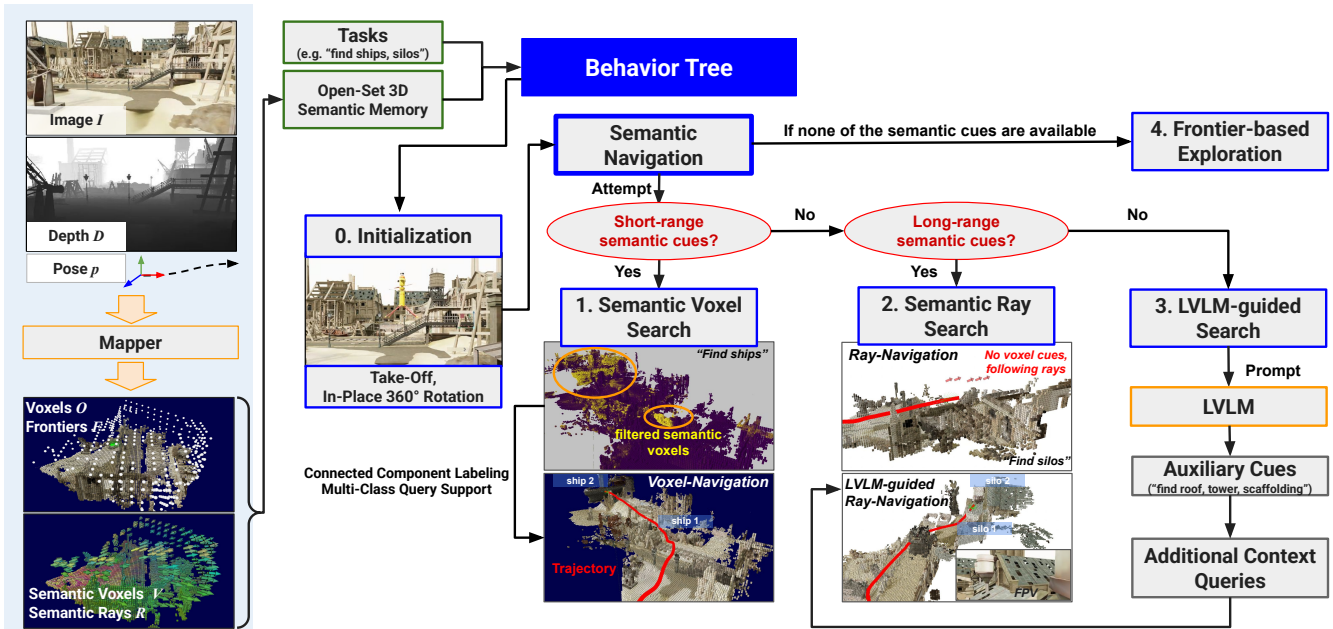 Image I
Depth D
Pose p
Mapper
Voxels O
Frontiers F
Semantic Voxels V
Semantic Rays R
Tasks
(e.g. “find ships, silos”)
Open-Set 3D
Semantic Memory
Behavior Tree
0. Initialization
Take-Off,
In-Place 360° Rotation
Semantic
Navigation
If none of the semantic cues are available
4. Frontier-based
Exploration
Attempt
Short-range
semantic cues?
No
Long-range
semantic cues?
No
Yes
Yes
1. Semantic Voxel
Search
“Find ships”
filtered semantic
voxels
Connected Component Labeling
Multi-Class Query Support
ship 2
Voxel-Navigation
ship 1
Trajectory
2. Semantic Ray
Search
Ray-Navigation
No voxel cues,
following rays
“Find silos”
LVLM-guided
Ray-Navigation
silo 2
silo 1
FPV
3. LVLM-guided
Search
Prompt
LVLM
Auxiliary Cues
(“find roof, tower, scaffolding”)
Additional Context
Queries